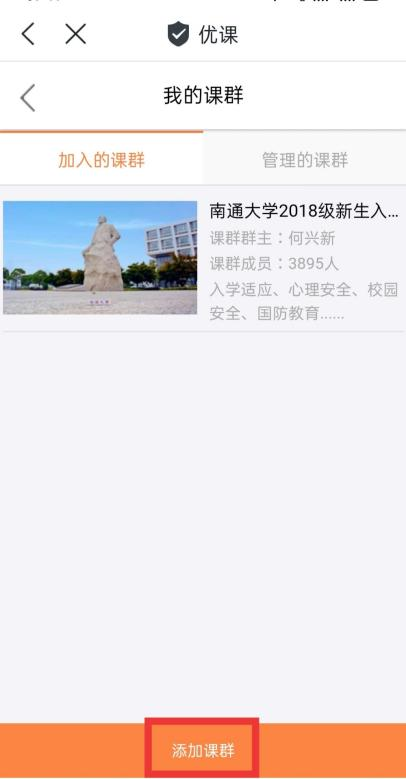 优课
我的课群
加入的课群
管理的课群
南通大学2018级新生入...
课群群主：何兴新
课群成员：3895人
入学适应、心理安全、校园
安全、国防教育......
添加课群